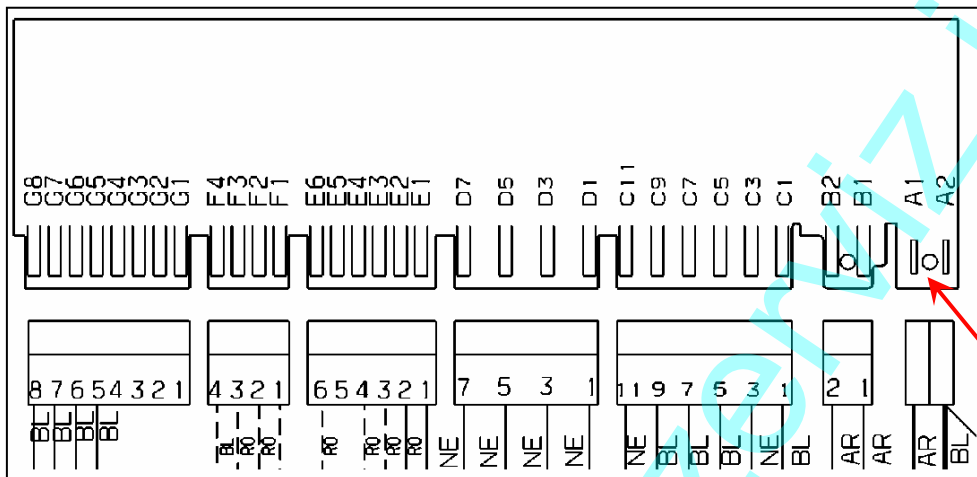 G8 G7 G6 G5 G4 G3 G2 G1 F4 F3 F2 F1 E6 E5 E4 E3 E2 E1 D7 D5 D3 D1 C11 C9 C7 C5 C3 C1 B2 B1 A1 A2
8 7 6 5 4 3 2 1 4 3 2 1 6 5 4 3 2 1 7 5 3 1 11 9 7 5 3 1 2 1
BL BL BL BL BL RO RO RO RO RO NE NE NE NE NE BL BL BL NE BL AR AR AR BL
zerviz